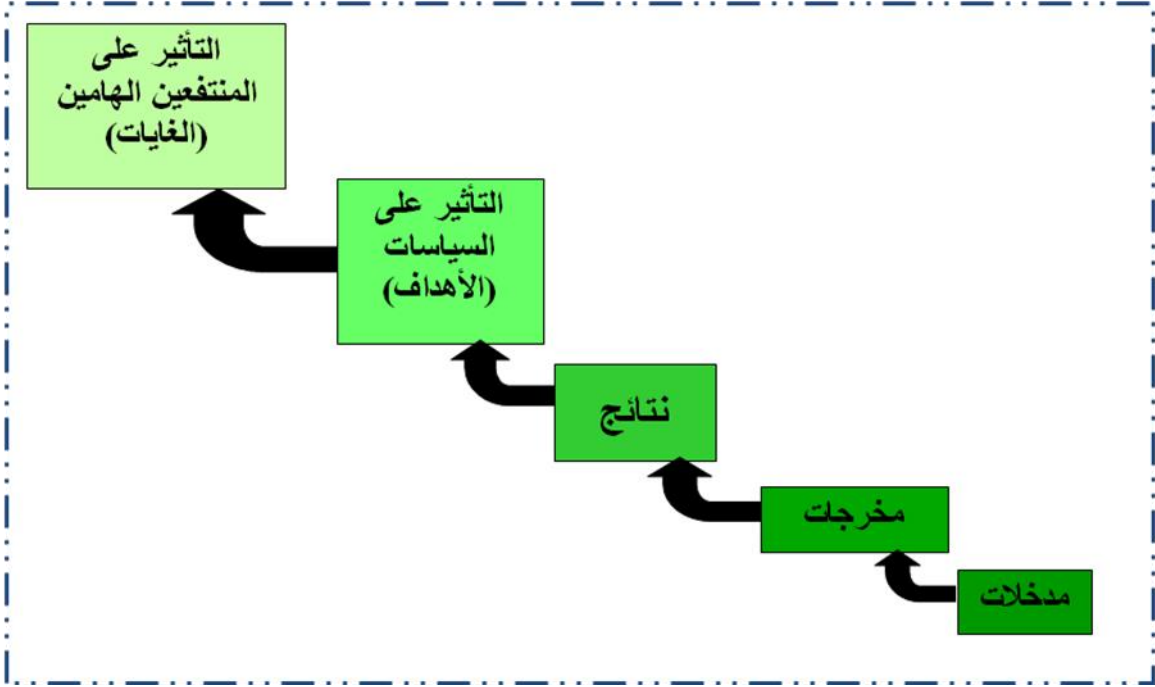 التأثير على
المنتفعين الهامين
(الغايات)
التأثير على
السياسات
(الأهداف)
نتائج
مخرجات
مدخلات